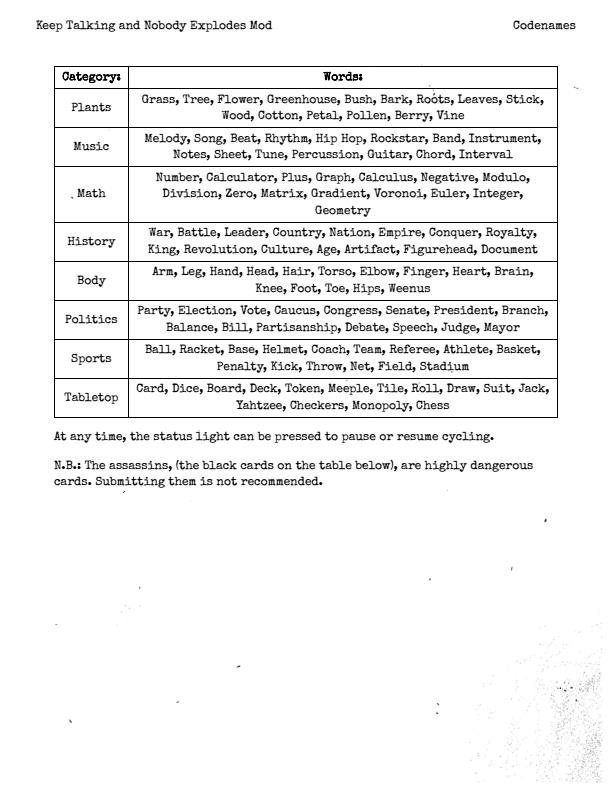 Keep Talking and Nobody Explodes Mod
Codenames
Category:
Words:
Plants
Grass, Tree, Flower, Greenhouse, Bush, Bark, Roots, Leaves, Stick,
Wood, Cotton, Petal, Pollen, Berry, Vine
Music
Melody, Song, Beat, Rhythm, Hip Hop, Rockstar, Band, Instrument,
Notes, Sheet, Tune, Percussion, Guitar, Chord, Interval
Math
Number, Calculator, Plus, Graph, Calculus, Negative, Modulo,
Division, Zero, Matrix, Gradient, Voronoi, Euler, Integer,
Geometry
History
War, Battle, Leader, Country, Nation, Empire, Conquer, Royalty,
King, Revolution, Culture, Age, Artifact, Figurehead, Document
Body
Arm, Leg, Hand, Head, Hair, Torso, Elbow, Finger, Heart, Brain,
Knee, Foot, Toe, Hips, Weenus
Politics
Party, Election, Vote, Caucus, Congress, Senate, President, Branch,
Balance, Bill, Partisanship, Debate, Speech, Judge, Mayor
Sports
Ball, Racket, Base, Helmet, Coach, Team, Referee, Athlete, Basket,
Penalty, Kick, Throw, Net, Field, Stadium
Tabletop
Card, Dice, Board, Deck, Token, Meeple, Tile, Roll, Draw, Suit, Jack,
Yahtzee, Checkers, Monopoly, Chess
At any time, the status light can be pressed to pause or resume cycling.
N.B.: The assassins, (the black cards on the table below), are highly dangerous
cards. Submitting them is not recommended.